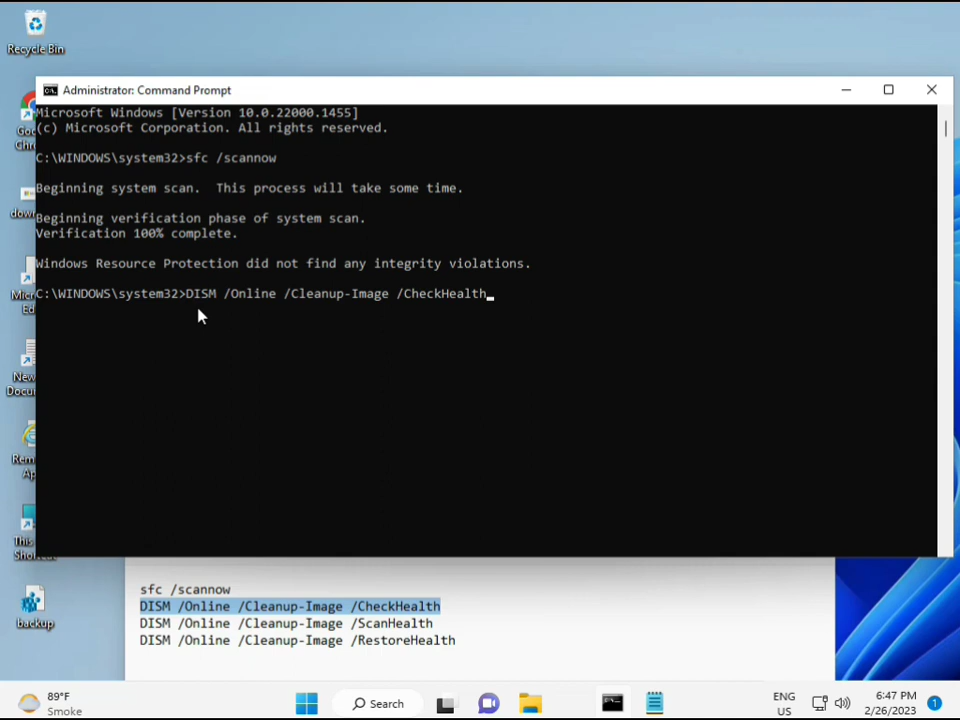 Recycle Bin
Administrator: Command Prompt
Microsoft Windows [Version 10.0.22000.1455]
(c) Microsoft Corporation. All rights reserved.
C:\WINDOWS\system32>sfc /scannow
Beginning system scan.  This process will take some time.
Beginning verification phase of system scan.
Verification 100% complete.
Windows Resource Protection did not find any integrity violations.
C:\WINDOWS\system32>DISM /Online /Cleanup-Image /CheckHealth
New
This
backup
sfc /scannow
DISM /Online /Cleanup-Image /CheckHealth
DISM /Online /Cleanup-Image /ScanHealth
DISM /Online /Cleanup-Image /RestoreHealth
89°F
Smoke
Search
ENG
US
6:47 PM
2/26/2023
1